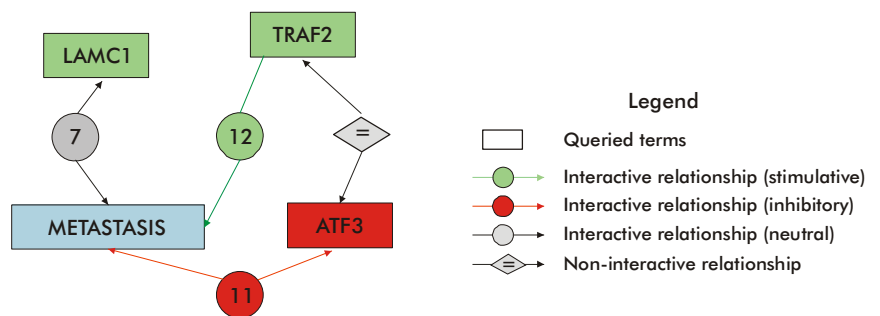 TRAF2
LAMC1
7
12
=
METASTASIS
ATF3
11
Legend
Queried terms
Interactive relationship (stimulative)
Interactive relationship (inhibitory)
Interactive relationship (neutral)
= Non-interactive relationship